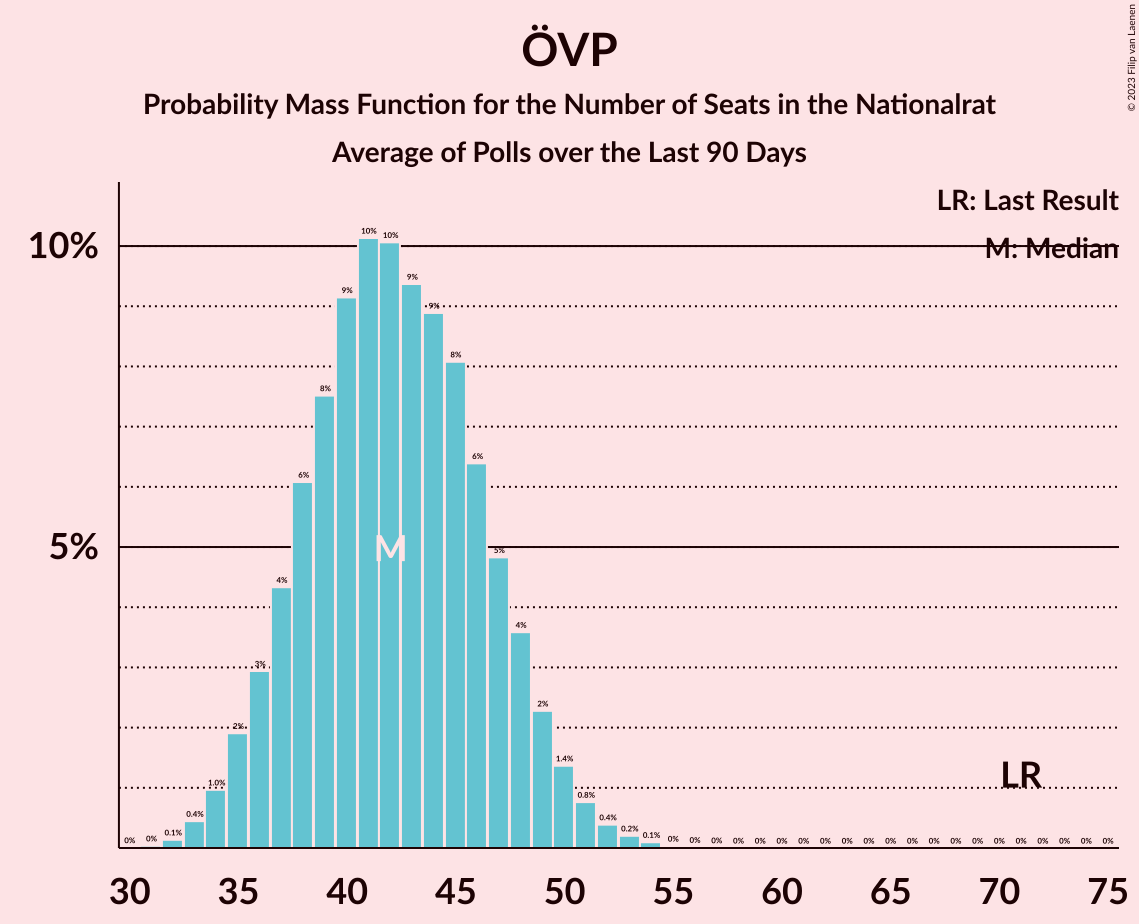 ÖVP
Probability Mass Function for the Number of Seats in the Nationalrat
Average of Polls over the Last 90 Days
© 2023 Filip van Laenen
LR: Last Result
M: Median
10%
5%
0% 0% 0.1% 0.4% 1.0% 2% 3% 4% 6% 8% 9% 10% 10% 9% 9% 8% 6% 5% 4% 2% 1.4% 0.8% 0.4% 0.2% 0.1% 0% 0% 0% 0% 0% 0% 0% 0% 0% 0% 0% 0% 0% 0% 0% 0% 0% 0% 0% 0% 0%
M
LR
30 35 40 45 50 55 60 65 70 75